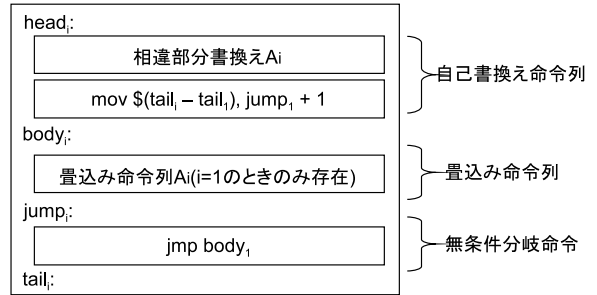 headᵢ:
相違部分書換えAi
mov $(tailᵢ – tail₁), jump₁ + 1
自己書換え命令列
bodyᵢ:
畳込み命令列Aᵢ(i=1のときのみ存在)
畳込み命令列
jumpᵢ:
jmp body₁
無条件分岐命令
tailᵢ: